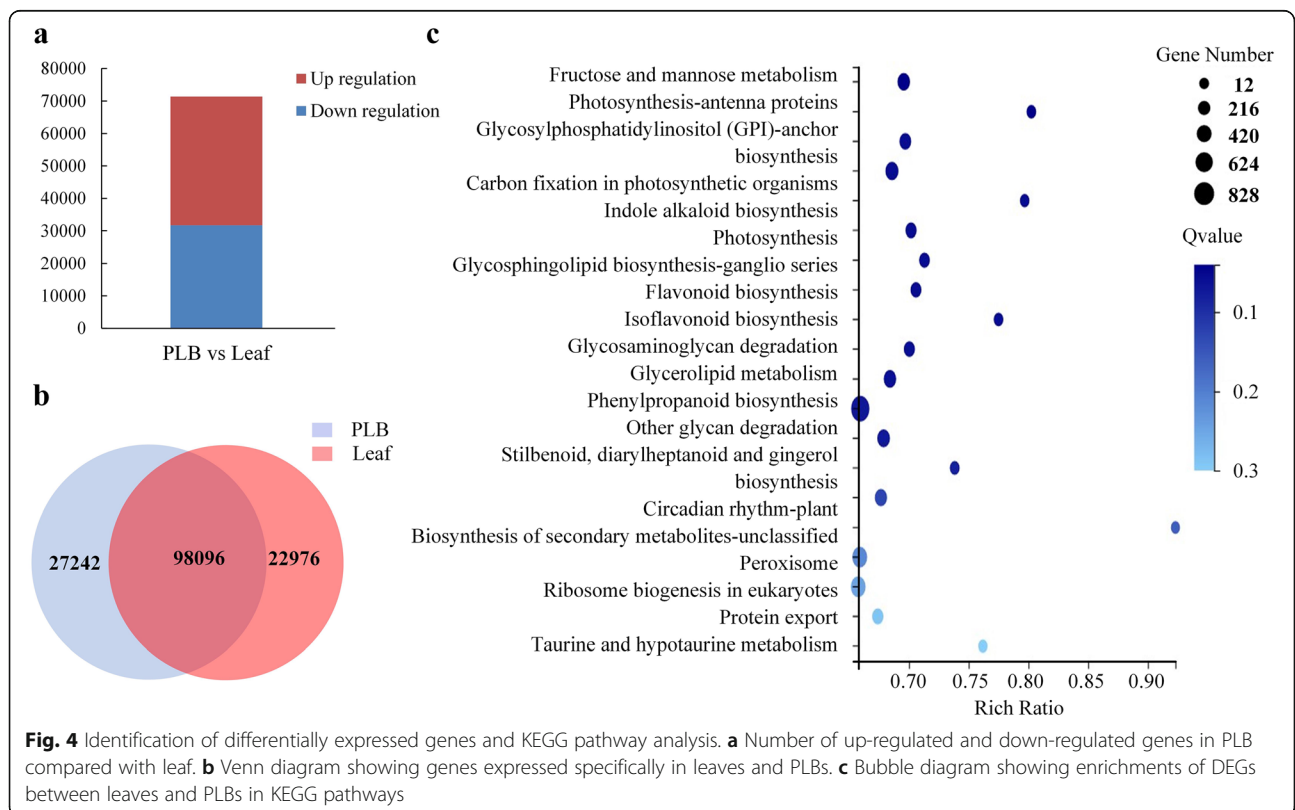 a
80000
70000
60000
50000
40000
30000
20000
10000
0
Up regulation
Down regulation
PLB vs Leaf
b
PLB
Leaf
27242
98096
22976
c
Fructose and mannose metabolism
Photosynthesis-antenna proteins
Glycosylphosphatidylinositol (GPI)-anchor
biosynthesis
Carbon fixation in photosynthetic organisms
Indole alkaloid biosynthesis
Photosynthesis
Glycosphingolipid biosynthesis-ganglio series
Flavonoid biosynthesis
Isoflavonoid biosynthesis
Glycosaminoglycan degradation
Glycerolipid metabolism
Phenylpropanoid biosynthesis
Other glycan degradation
Stilbenoid, diarylheptanoid and gingerol
biosynthesis
Circadian rhythm-plant
Biosynthesis of secondary metabolites-unclassified
Peroxisome
Ribosome biogenesis in eukaryotes
Protein export
Taurine and hypotaurine metabolism
0.70 0.75 0.80 0.85 0.90
Rich Ratio
Gene Number
12
216
420
624
828
Qvalue
0.1
0.2
0.3
Fig. 4 Identification of differentially expressed genes and KEGG pathway analysis. a Number of up-regulated and down-regulated genes in PLB
compared with leaf. b Venn diagram showing genes expressed specifically in leaves and PLBs. c Bubble diagram showing enrichments of DEGs
between leaves and PLBs in KEGG pathways